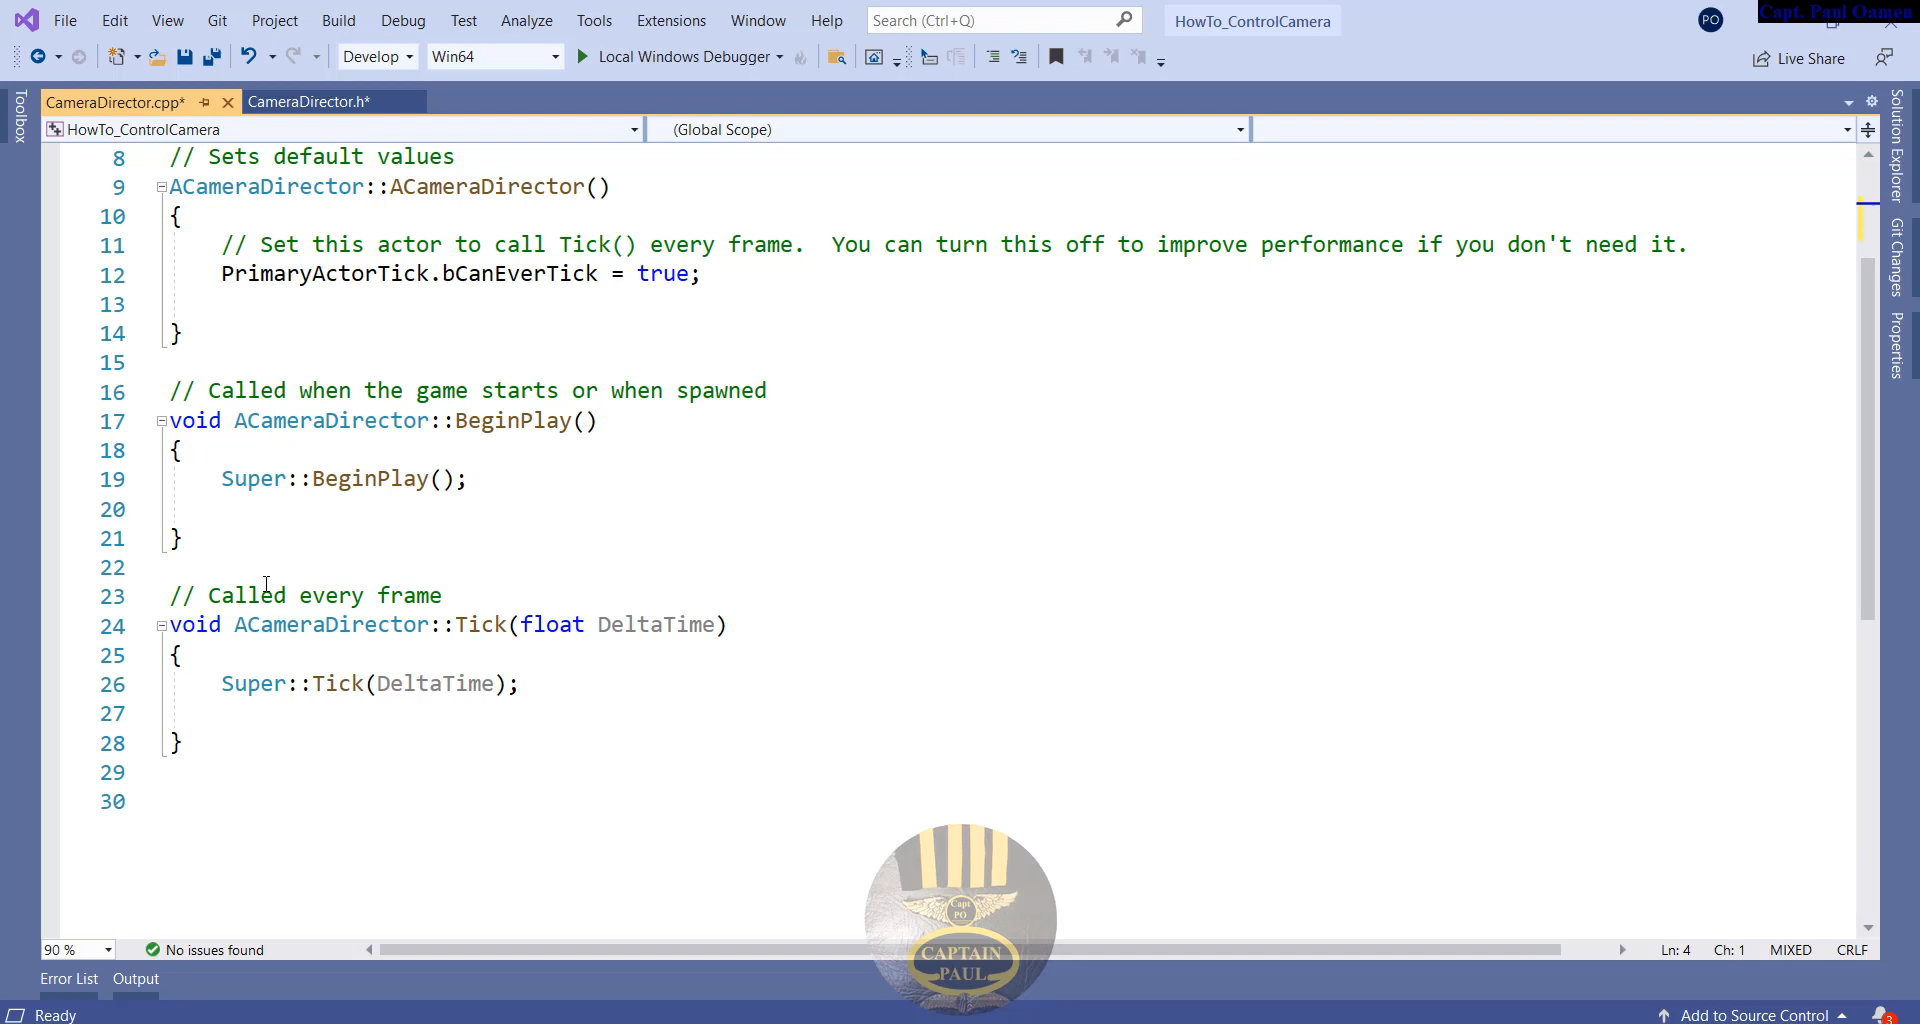 File Edit View Git Project Build Debug Test Analyze Tools Extensions Window Help Search (Ctrl+Q) HowTo_ControlCamera PO Capt. Paul Oamen
Develop Win64 Local Windows Debugger Live Share
CameraDirector.cpp* CameraDirector.h*
HowTo_ControlCamera (Global Scope)
Toolbox
Solution Explorer
Git Changes
Properties
8 // Sets default values
9 ACameraDirector::ACameraDirector()
10 {
11 // Set this actor to call Tick() every frame.  You can turn this off to improve performance if you don't need it.
12 PrimaryActorTick.bCanEverTick = true;
13
14 }
15
16 // Called when the game starts or when spawned
17 void ACameraDirector::BeginPlay()
18 {
19 Super::BeginPlay();
20
21 }
22
23 // Called every frame
24 void ACameraDirector::Tick(float DeltaTime)
25 {
26 Super::Tick(DeltaTime);
27
28 }
29
30
Capt
PO
CAPTAIN
PAUL
90 % No issues found Ln: 4 Ch: 1 MIXED CRLF
Error List Output
Ready Add to Source Control 3